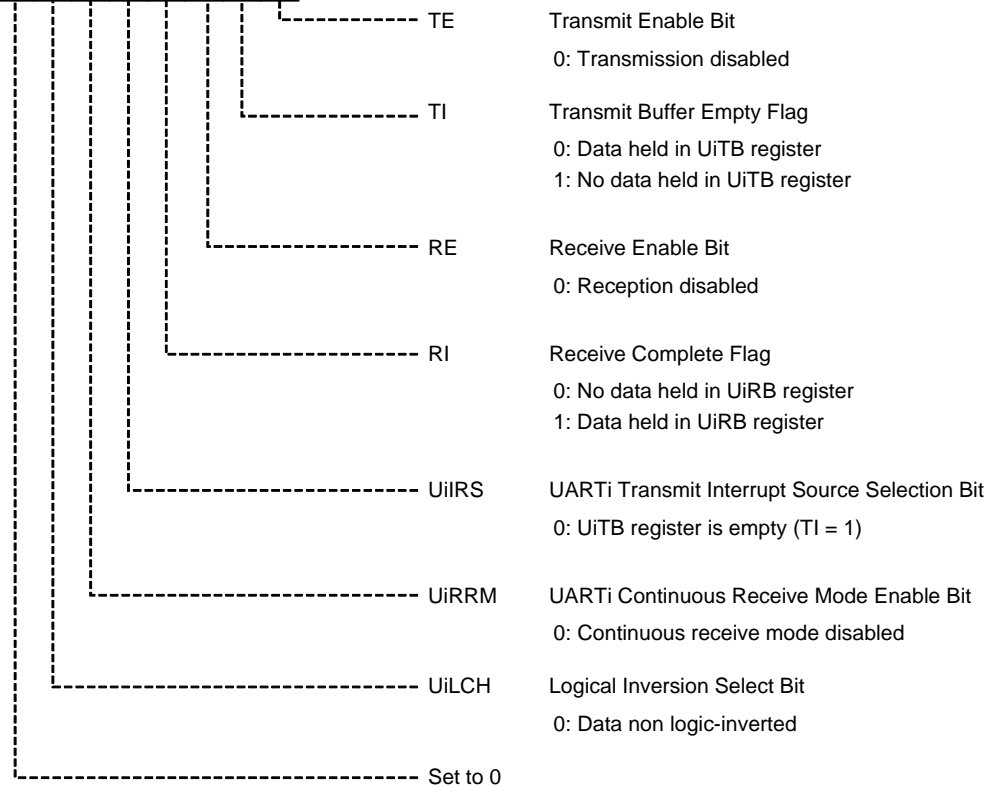 TE Transmit Enable Bit
0: Transmission disabled
TI Transmit Buffer Empty Flag
0: Data held in UiTB register
1: No data held in UiTB register
RE Receive Enable Bit
0: Reception disabled
RI Receive Complete Flag
0: No data held in UiRB register
1: Data held in UiRB register
UiIRS UARTi Transmit Interrupt Source Selection Bit
0: UiTB register is empty (TI = 1)
UiRRM UARTi Continuous Receive Mode Enable Bit
0: Continuous receive mode disabled
UiLCH Logical Inversion Select Bit
0: Data non logic-inverted
Set to 0